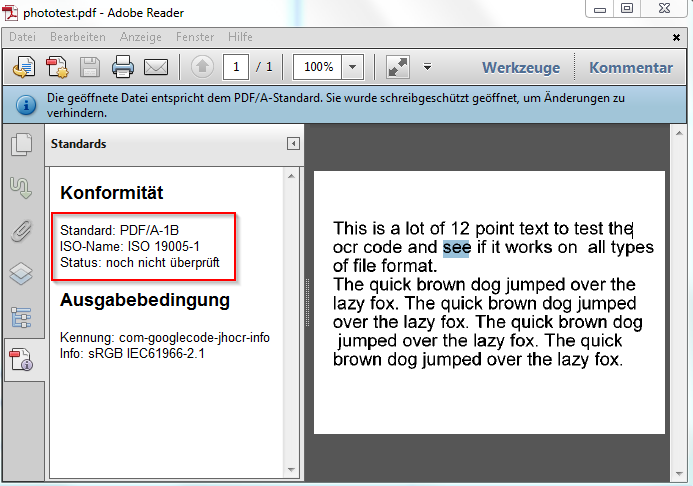 phototest.pdf - Adobe Reader
Datei Bearbeiten Anzeige Fenster Hilfe
1 / 1 100% Werkzeuge Kommentar
Die geöffnete Datei entspricht dem PDF/A-Standard. Sie wurde schreibgeschützt geöffnet, um Änderungen zu
verhindern.
Standards
Konformität
Standard: PDF/A-1B
ISO-Name: ISO 19005-1
Status: noch nicht überprüft
Ausgabebedingung
Kennung: com-googlecode-jhocr-info
Info: sRGB IEC61966-2.1
This is a lot of 12 point text to test the
ocr code and see if it works on all types
of file format.
The quick brown dog jumped over the
lazy fox. The quick brown dog jumped
over the lazy fox. The quick brown dog
jumped over the lazy fox. The quick
brown dog jumped over the lazy fox.